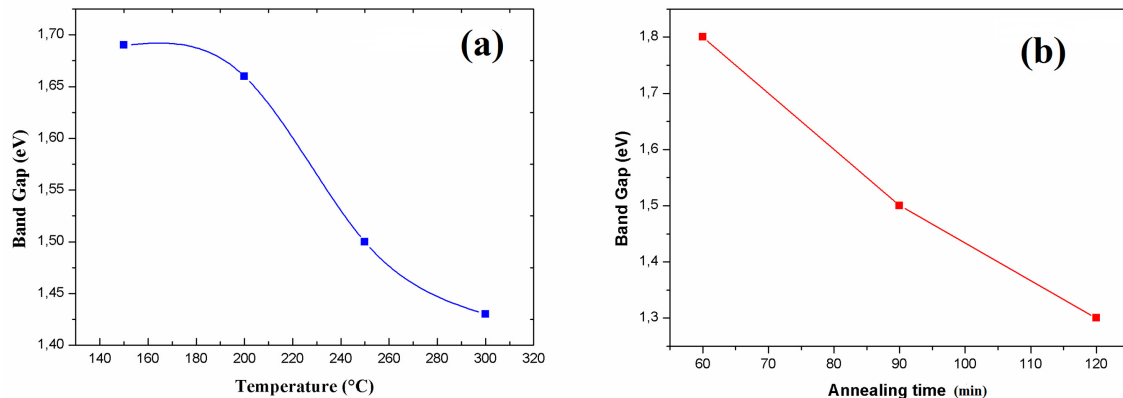 (a)
Band Gap (eV)
1,70
1,65
1,60
1,55
1,50
1,45
1,40
140 160 180 200 220 240 260 280 300 320
Temperature (°C)
(b)
Band Gap (eV)
1,8
1,7
1,6
1,5
1,4
1,3
60 70 80 90 100 110 120
Annealing time (min)